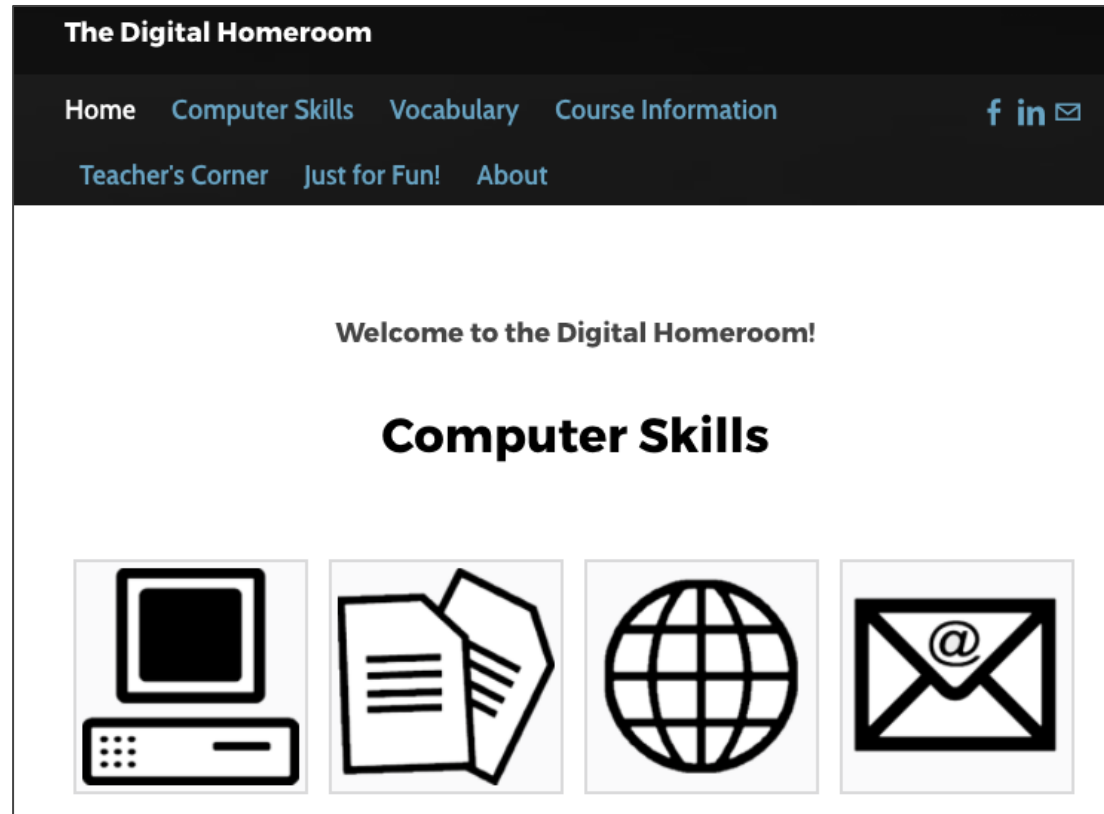 The Digital Homeroom
Home Computer Skills Vocabulary Course Information f in
Teacher's Corner Just for Fun! About
Welcome to the Digital Homeroom!
Computer Skills
@